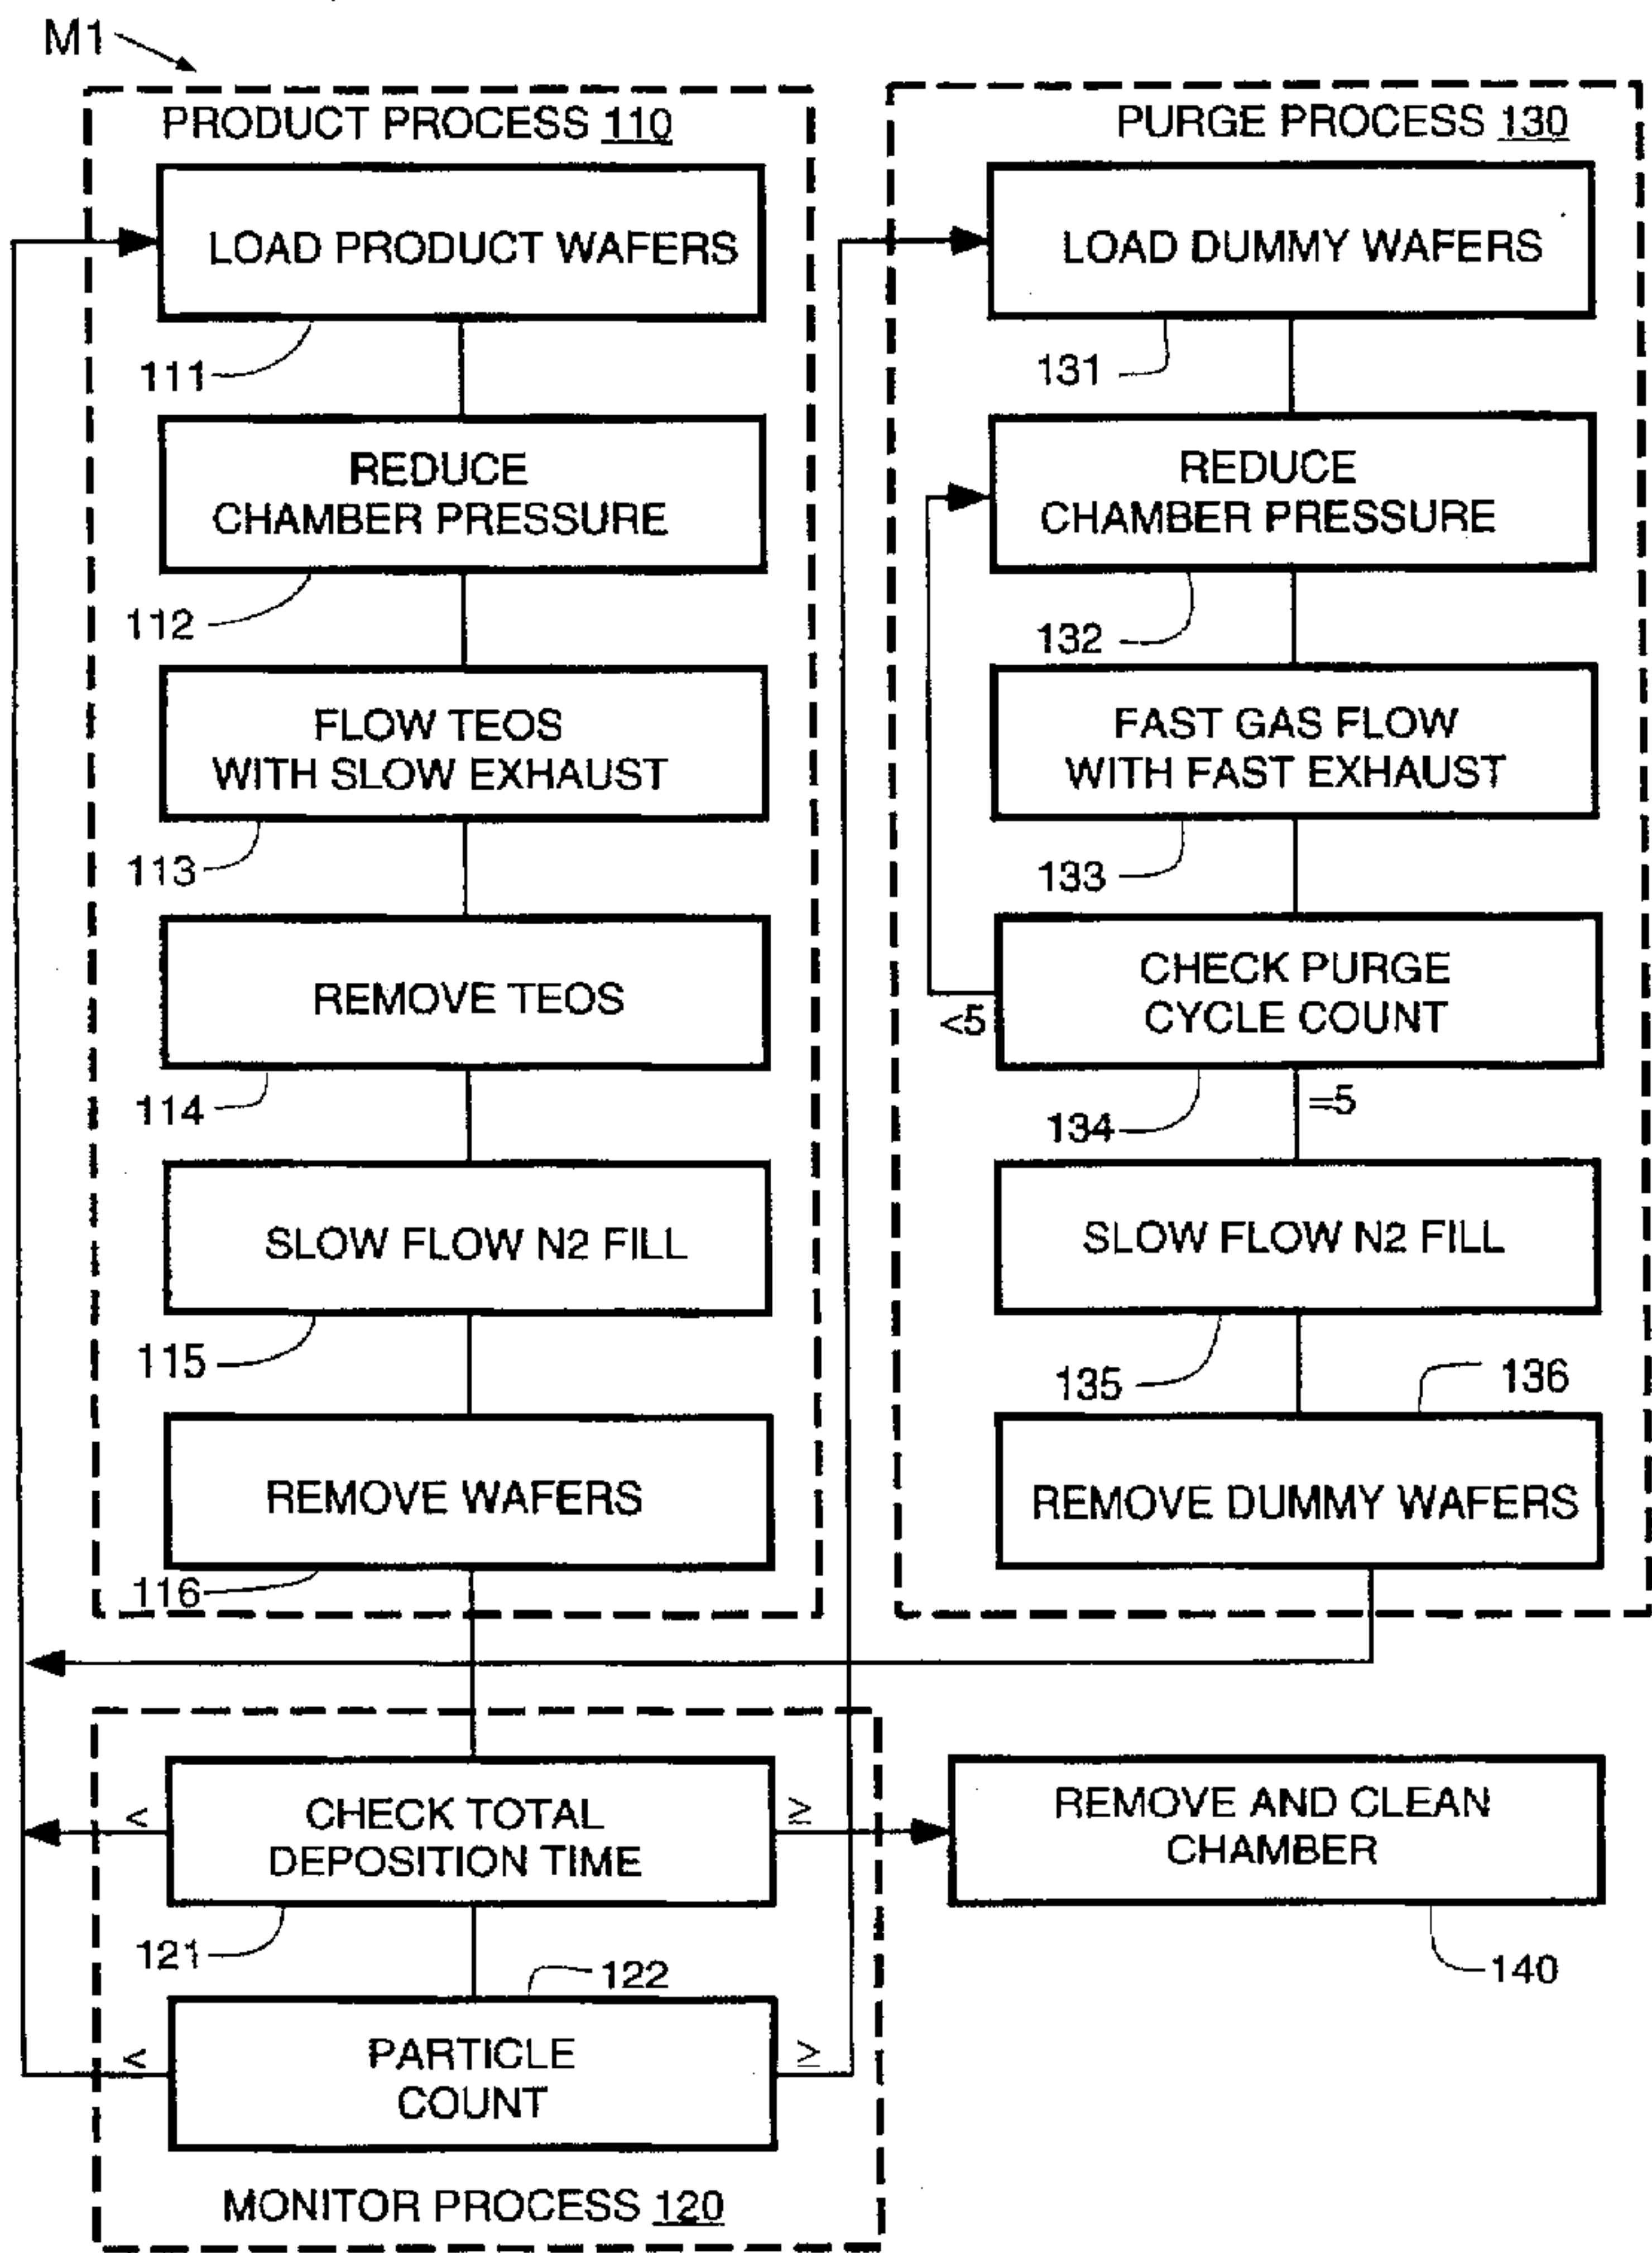 M1
PRODUCT PROCESS 110
LOAD PRODUCT WAFERS
111
REDUCE
CHAMBER PRESSURE
112
FLOW TEOS
WITH SLOW EXHAUST
113
REMOVE TEOS
114
SLOW FLOW N2 FILL
115
REMOVE WAFERS
116
PURGE PROCESS 130
LOAD DUMMY WAFERS
131
REDUCE
CHAMBER PRESSURE
132
FAST GAS FLOW
WITH FAST EXHAUST
133
CHECK PURGE
CYCLE COUNT
<5
=5
134
SLOW FLOW N2 FILL
135
136
REMOVE DUMMY WAFERS
<
CHECK TOTAL
DEPOSITION TIME
≥
121
122
<
PARTICLE
COUNT
≥
MONITOR PROCESS 120
REMOVE AND CLEAN
CHAMBER
140